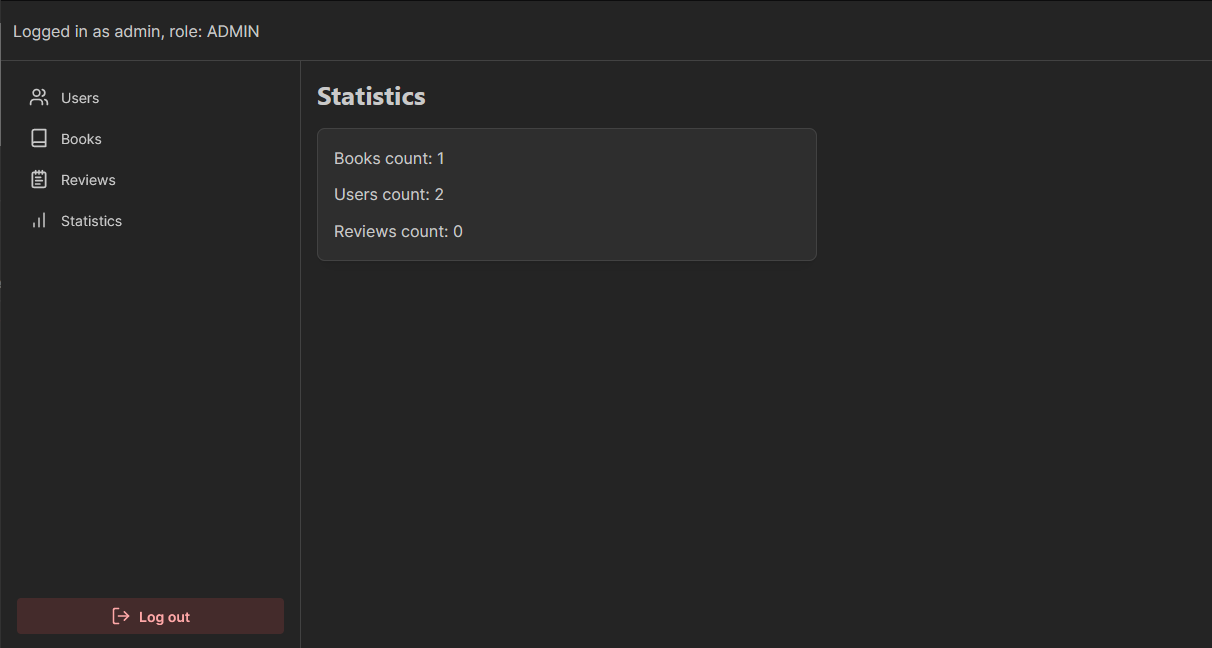 Logged in as admin, role: ADMIN
Users
Books
Reviews
Statistics
Log out
Statistics
Books count: 1
Users count: 2
Reviews count: 0